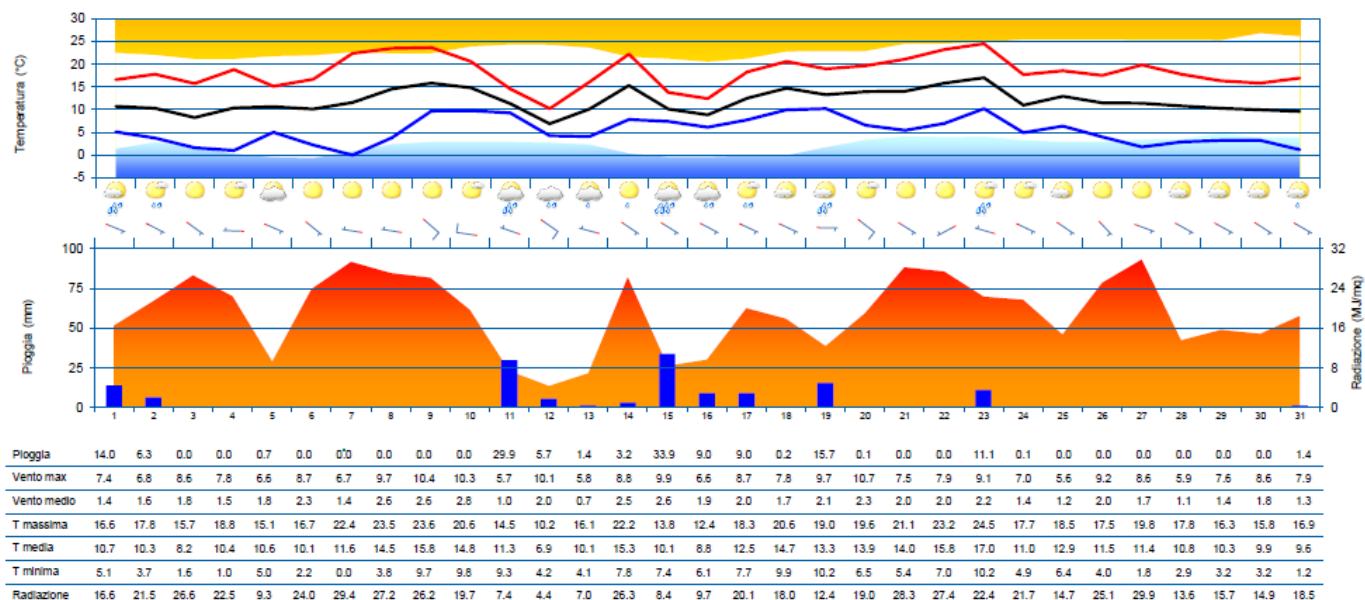 Temperatura (°C)
30
25
20
15
10
5
0
-5
Pioggia (mm)
100
75
50
25
0
Radiazione (MJ/mq)
32
24
16
8
0
1 2 3 4 5 6 7 8 9 10 11 12 13 14 15 16 17 18 19 20 21 22 23 24 25 26 27 28 29 30 31
Pioggia 14.0 6.3 0.0 0.0 0.7 0.0 0.0 0.0 0.0 0.0 29.9 5.7 1.4 3.2 33.9 9.0 9.0 0.2 15.7 0.1 0.0 0.0 11.1 0.1 0.0 0.0 0.0 0.0 0.0 0.0 1.4
Vento max 7.4 6.8 8.6 7.8 6.6 8.7 6.7 9.7 10.4 10.3 5.7 10.1 5.8 8.8 9.9 6.6 8.7 7.8 9.7 10.7 7.5 7.9 9.1 7.0 5.6 9.2 8.6 5.9 7.6 8.6 7.9
Vento medio 1.4 1.6 1.8 1.5 1.8 2.3 1.4 2.6 2.6 2.8 1.0 2.0 0.7 2.5 2.6 1.9 2.0 1.7 2.1 2.3 2.0 2.0 2.2 1.4 1.2 2.0 1.7 1.1 1.4 1.8 1.3
T massima 16.6 17.8 15.7 18.8 15.1 16.7 22.4 23.5 23.6 20.6 14.5 10.2 16.1 22.2 13.8 12.4 18.3 20.6 19.0 19.6 21.1 23.2 24.5 17.7 18.5 17.5 19.8 17.8 16.3 15.8 16.9
T media 10.7 10.3 8.2 10.4 10.6 10.1 11.6 14.5 15.8 14.8 11.3 6.9 10.1 15.3 10.1 8.8 12.5 14.7 13.3 13.9 14.0 15.8 17.0 11.0 12.9 11.5 11.4 10.8 10.3 9.9 9.6
T minima 5.1 3.7 1.6 1.0 5.0 2.2 0.0 3.8 9.7 9.8 9.3 4.2 4.1 7.8 7.4 6.1 7.7 9.9 10.2 6.5 5.4 7.0 10.2 4.9 6.4 4.0 1.8 2.9 3.2 3.2 1.2
Radiazione 16.6 21.5 26.6 22.5 9.3 24.0 29.4 27.2 26.2 19.7 7.4 4.4 7.0 26.3 8.4 9.7 20.1 18.0 12.4 19.0 28.3 27.4 22.4 21.7 14.7 25.1 29.9 13.6 15.7 14.9 18.5